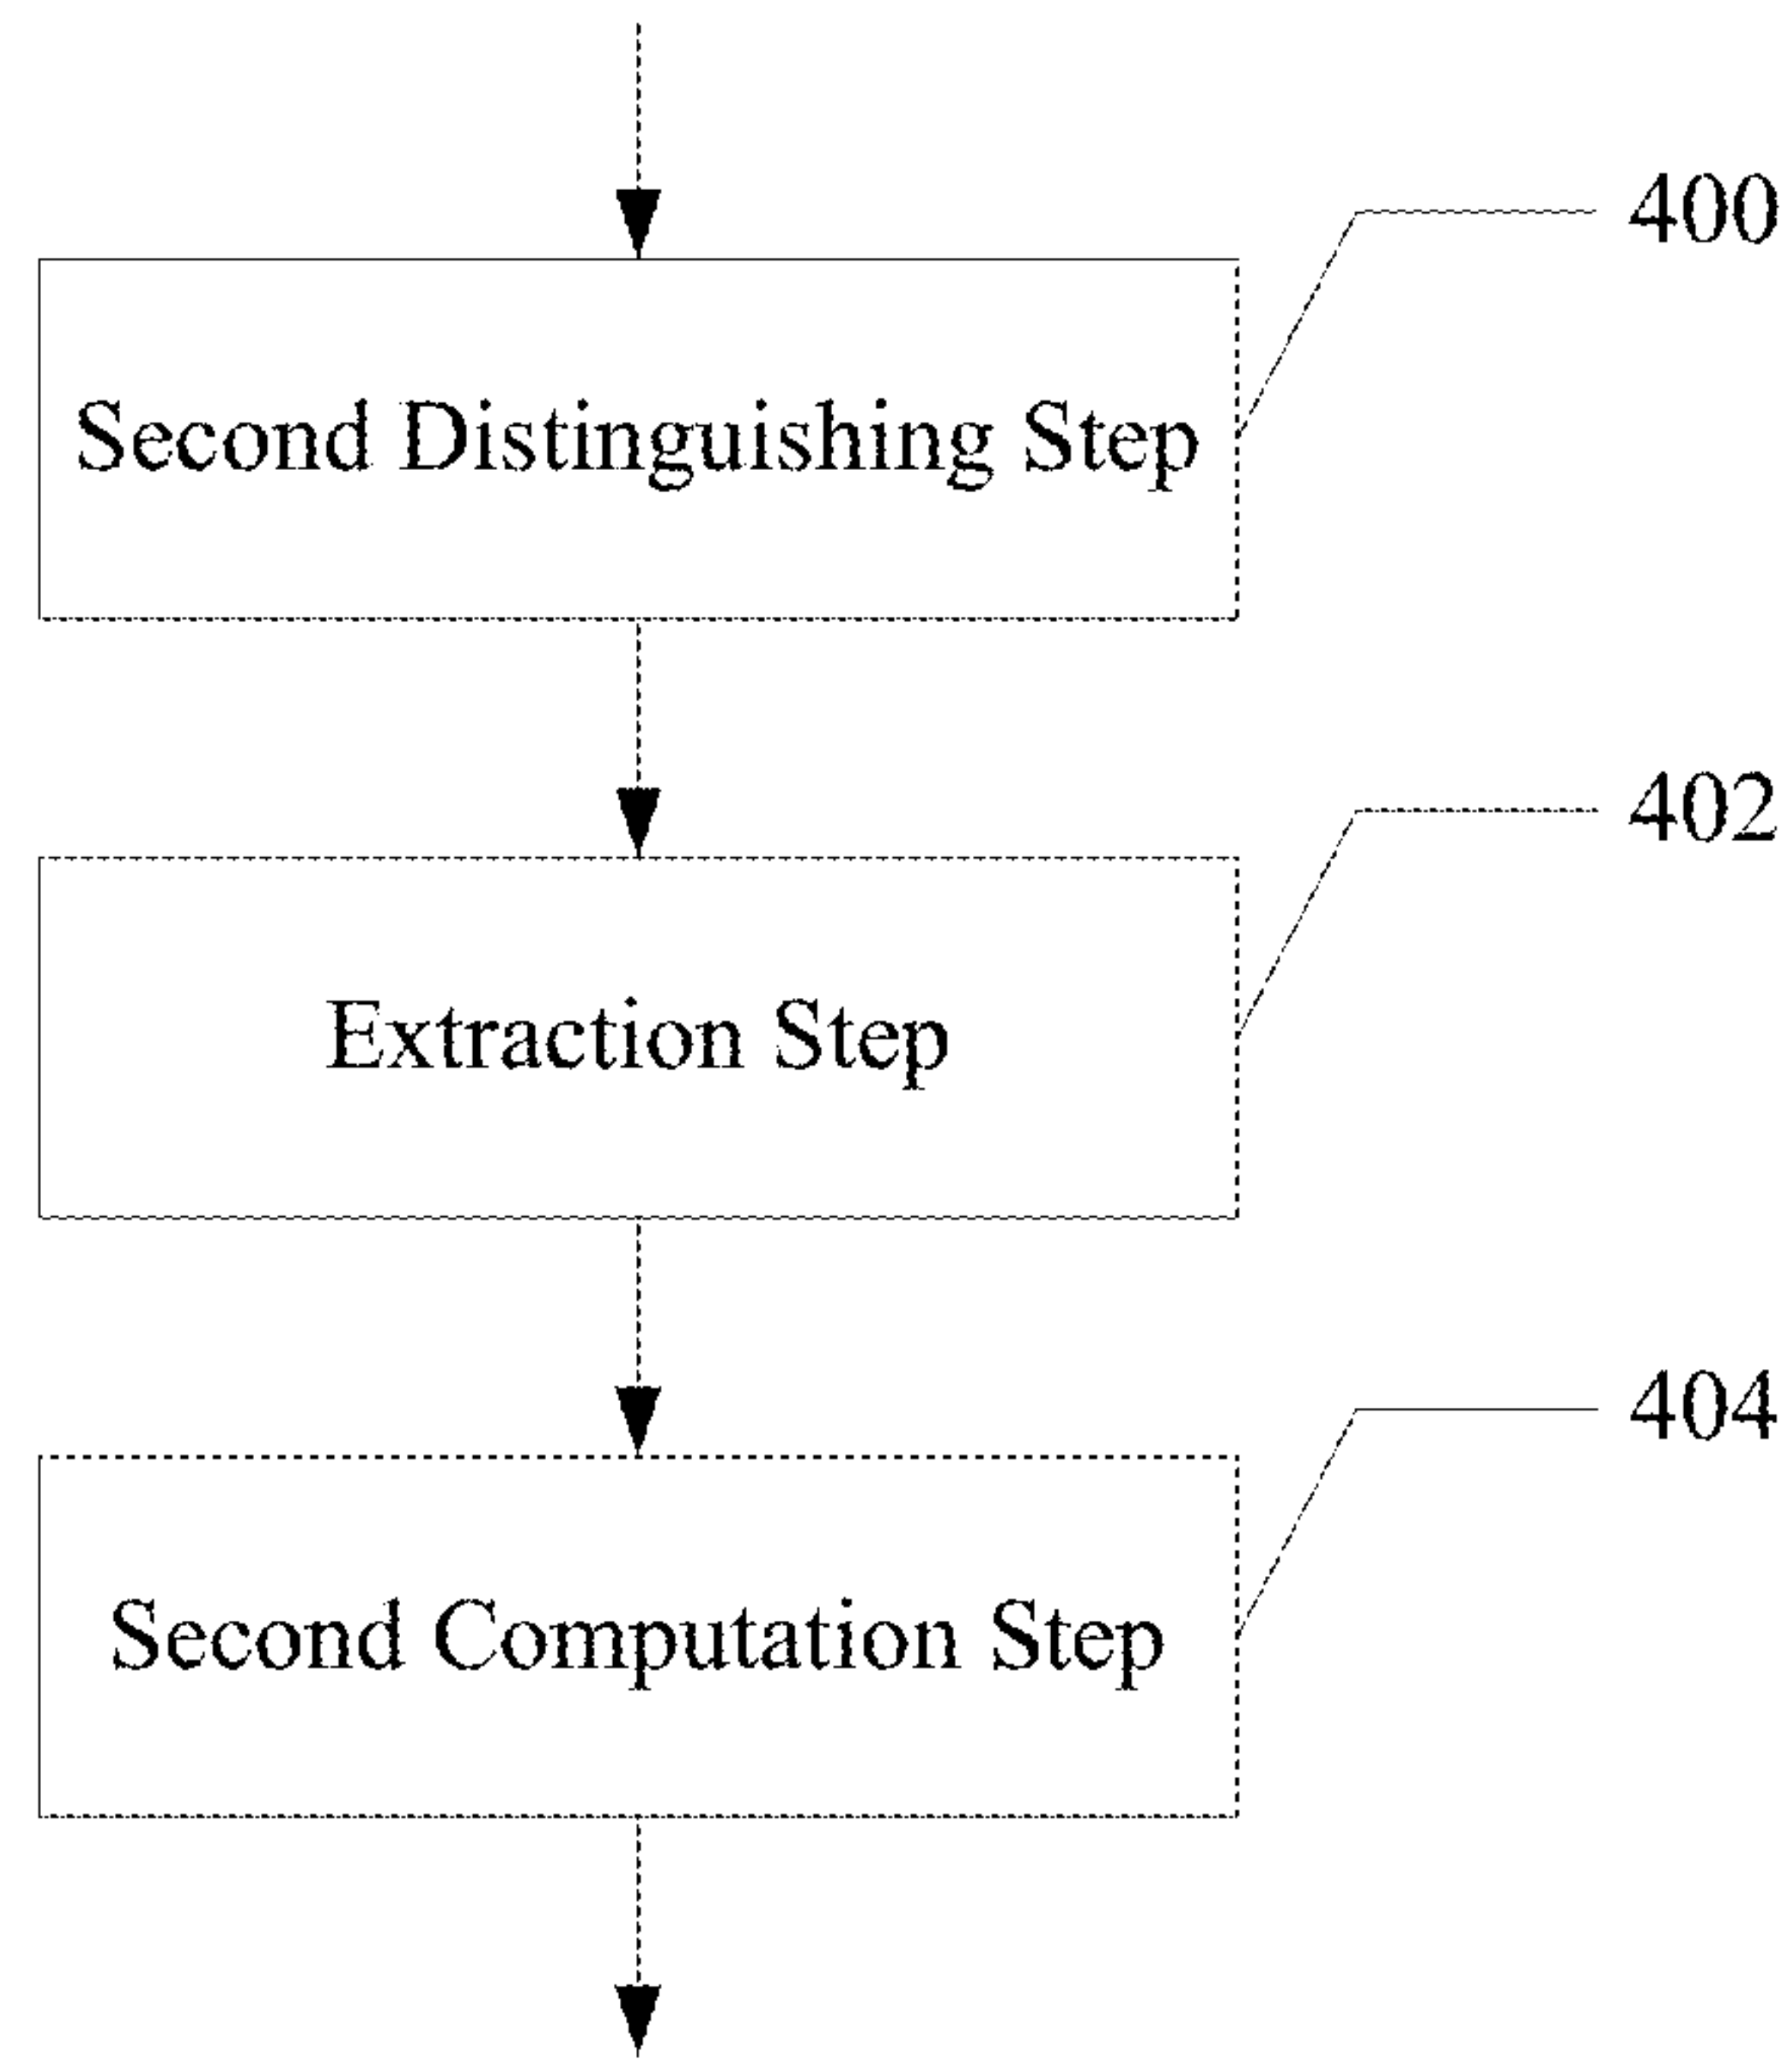 400
Second Distinguishing Step
402
Extraction Step
404
Second Computation Step